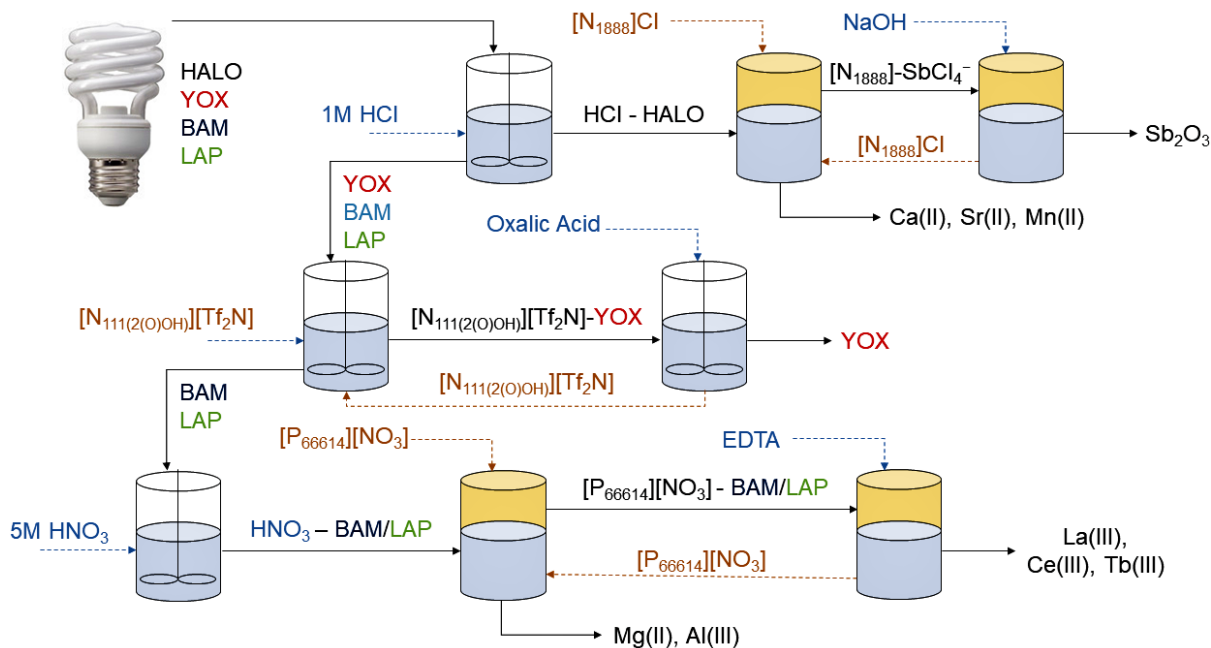 HALO
YOX
BAM
LAP
[N₁₈₈₈]Cl
NaOH
1M HCl
HCl - HALO
[N₁₈₈₈]-SbCl₄⁻
[N₁₈₈₈]Cl
Sb₂O₃
Ca(II), Sr(II), Mn(II)
YOX
BAM
LAP
Oxalic Acid
[N₁₁₁₍₂₍O₎OH₎][Tf₂N]
[N₁₁₁₍₂₍O₎OH₎][Tf₂N]-YOX
YOX
[N₁₁₁₍₂₍O₎OH₎][Tf₂N]
BAM
LAP
[P₆₆₆₁₄][NO₃]
EDTA
5M HNO₃
HNO₃ – BAM/LAP
[P₆₆₆₁₄][NO₃] - BAM/LAP
[P₆₆₆₁₄][NO₃]
La(III),
Ce(III), Tb(III)
Mg(II), Al(III)